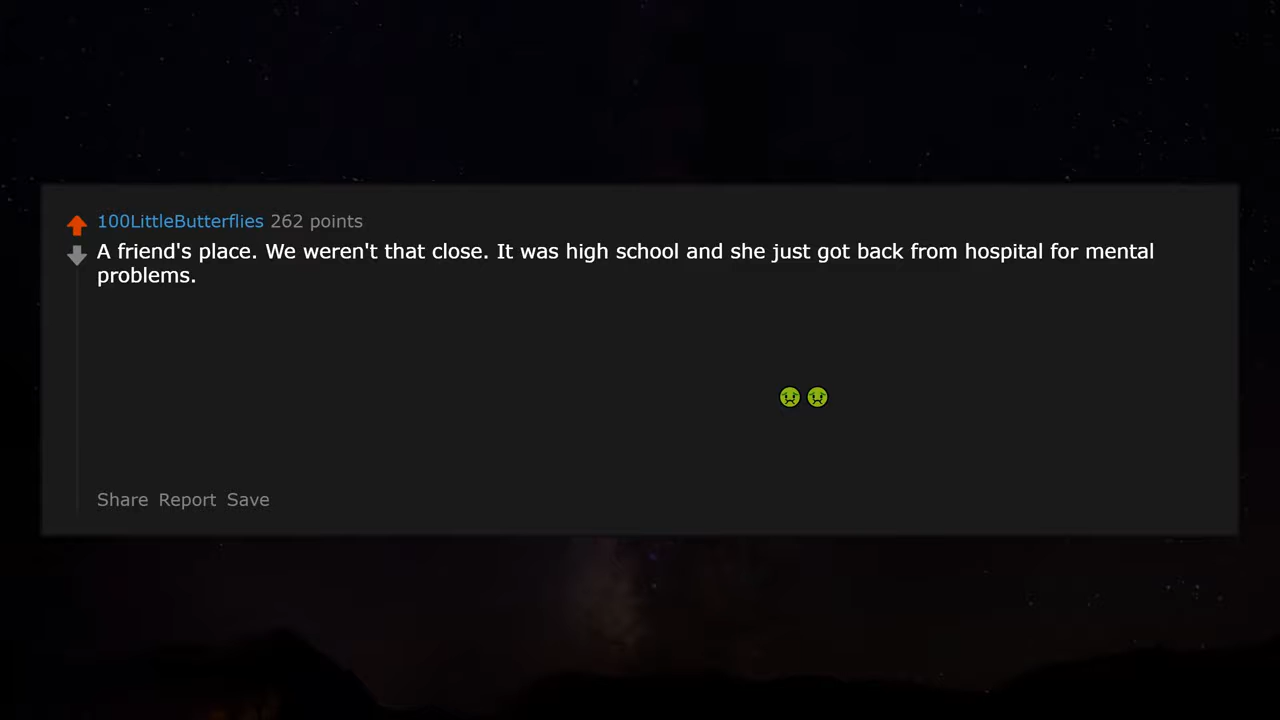 100LittleButterflies 262 points
A friend's place. We weren't that close. It was high school and she just got back from hospital for mental
problems.
🤢🤢
Share Report Save